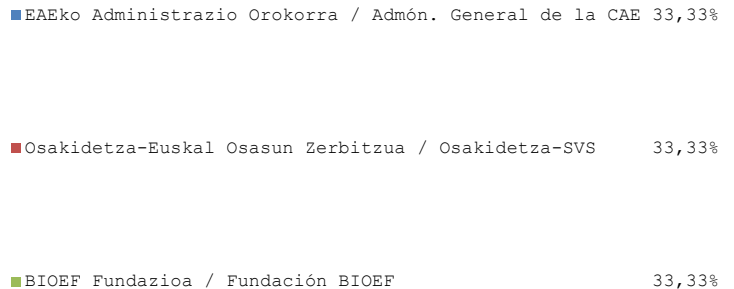 EAEko Administrazio Orokorra / Admón. General de la CAE 33,33%
Osakidetza-Euskal Osasun Zerbitzua / Osakidetza-SVS 33,33%
BIOEF Fundazioa / Fundación BIOEF 33,33%